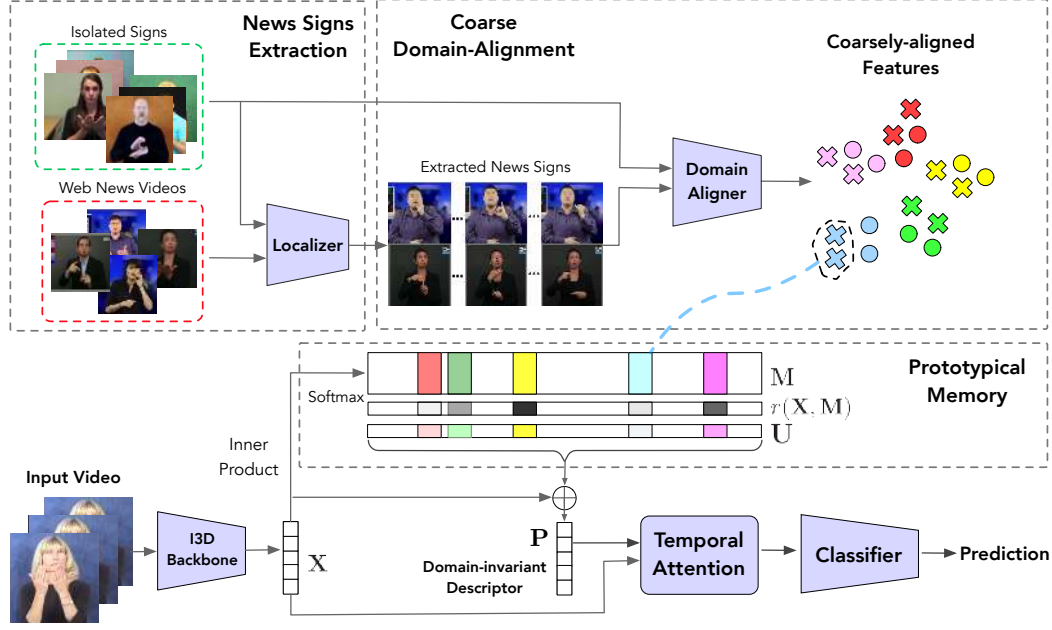 News Signs
Extraction
Isolated Signs
Web News Videos
Localizer
Coarse
Domain-Alignment
Extracted News Signs
...
...
...
...
Domain
Aligner
Coarsely-aligned
Features
Prototypical
Memory
Softmax
M
r(X, M)
U
Inner
Product
Input Video
I3D
Backbone
X
P
Domain-invariant
Descriptor
Temporal
Attention
Classifier
Prediction